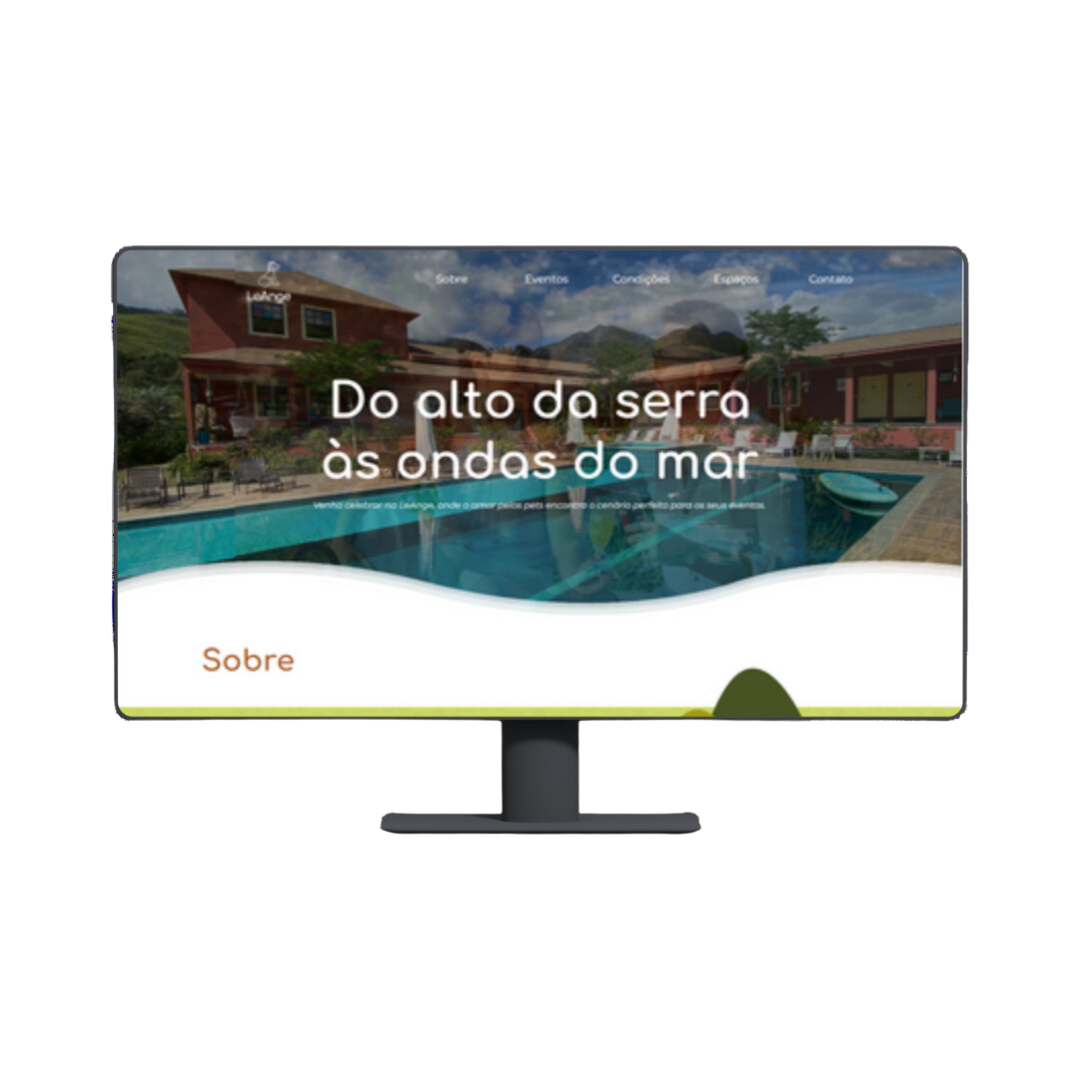 LeAnge
Sobre Eventos Condições Espaços Contato
Do alto da serra
às ondas do mar
Venha celebrar na LeAnge, onde o amor pelos pets encontra o cenário perfeito para os seus eventos.
Sobre